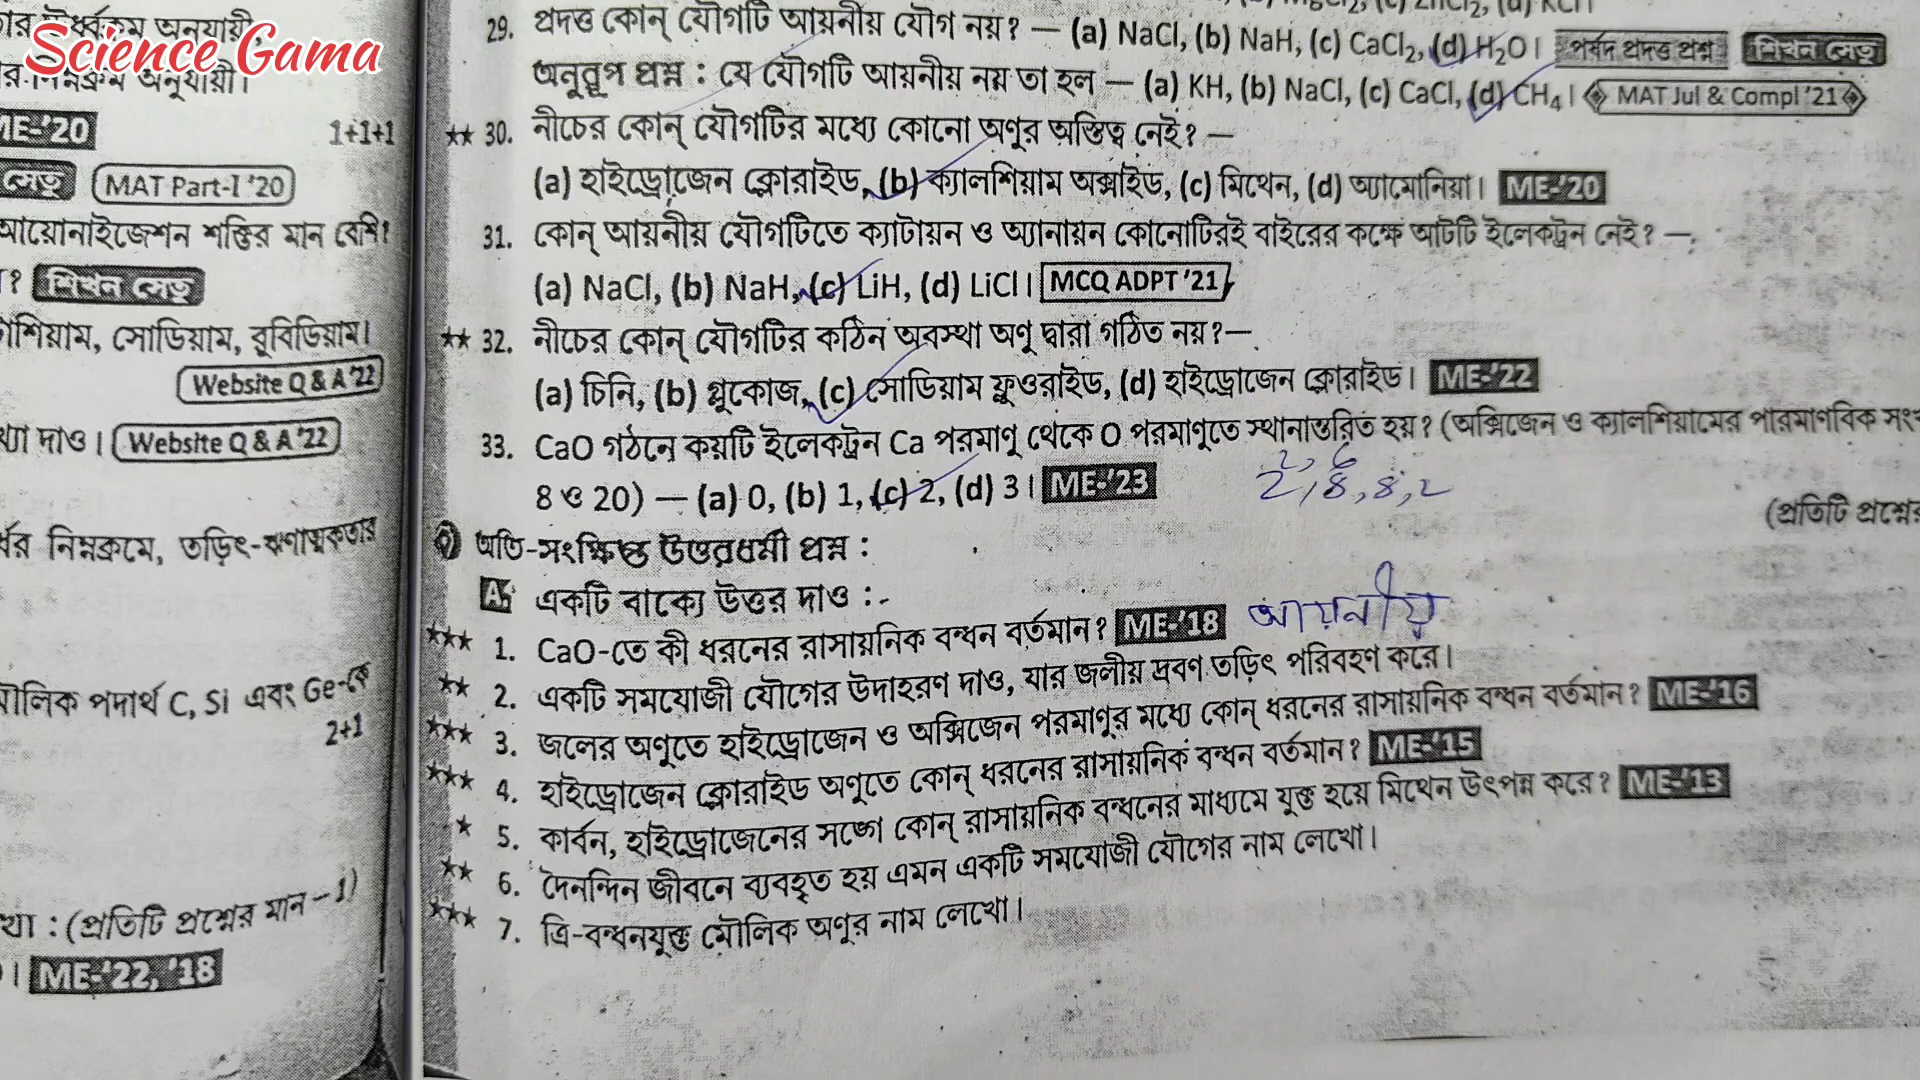 Science Gama
র-নিম্নক্রম অনুযায়ী।
ME-'20 1+1+1
সেতু MAT Part-I '20
আয়োনাইজেশন শক্তির মান বেশি?
? শিখন সেতু
শিয়াম, সোডিয়াম, রুবিডিয়াম।
Website Q & A '22
খ্যা দাও। Website Q & A '22
র নিম্নক্রমে, তড়িৎ-ঋণাত্মকতার
মৌলিক পদার্থ C, Si এবং Ge-কে
2+1
খা : (প্রতিটি প্রশ্নের মান – 1)
। ME-'22, '18
29. প্রদত্ত কোন্ যৌগটি আয়নীয় যৌগ নয়? — (a) NaCl, (b) NaH, (c) CaCl₂, (d) H₂O। পর্ষদ প্রদত্ত প্রশ্ন শিখন সেতু
অনুরূপ প্রশ্ন : যে যৌগটি আয়নীয় নয় তা হল — (a) KH, (b) NaCl, (c) CaCl, (d) CH₄। MAT Jul & Compl '21
★★ 30. নীচের কোন্ যৌগটির মধ্যে কোনো অণুর অস্তিত্ব নেই? —
(a) হাইড্রোজেন ক্লোরাইড, (b) ক্যালশিয়াম অক্সাইড, (c) মিথেন, (d) অ্যামোনিয়া। ME-'20
31. কোন্ আয়নীয় যৌগটিতে ক্যাটায়ন ও অ্যানায়ন কোনোটিরই বাইরের কক্ষে আটটি ইলেকট্রন নেই? —
(a) NaCl, (b) NaH, (c) LiH, (d) LiCl। MCQ ADPT '21
★★ 32. নীচের কোন্ যৌগটির কঠিন অবস্থা অণু দ্বারা গঠিত নয়?—
(a) চিনি, (b) গ্লুকোজ, (c) সোডিয়াম ফ্লুওরাইড, (d) হাইড্রোজেন ক্লোরাইড। ME-'22
33. CaO গঠনে কয়টি ইলেকট্রন Ca পরমাণু থেকে O পরমাণুতে স্থানান্তরিত হয়? (অক্সিজেন ও ক্যালশিয়ামের পারমাণবিক সং
8 ও 20) — (a) 0, (b) 1, (c) 2, (d) 3। ME-'23
2, 6
2, 8, 8, 2
(প্রতিটি প্রশ্নের
অতি-সংক্ষিপ্ত উত্তরধর্মী প্রশ্ন :
A. একটি বাক্যে উত্তর দাও :-
★★★ 1. CaO-তে কী ধরনের রাসায়নিক বন্ধন বর্তমান? ME-'18 আয়নীয়
★★ 2. একটি সমযোজী যৌগের উদাহরণ দাও, যার জলীয় দ্রবণ তড়িৎ পরিবহণ করে।
★★★ 3. জলের অণুতে হাইড্রোজেন ও অক্সিজেন পরমাণুর মধ্যে কোন্ ধরনের রাসায়নিক বন্ধন বর্তমান? ME-'16
★★★ 4. হাইড্রোজেন ক্লোরাইড অণুতে কোন্ ধরনের রাসায়নিক বন্ধন বর্তমান? ME-'15
★ 5. কার্বন, হাইড্রোজেনের সঙ্গে কোন্ রাসায়নিক বন্ধনের মাধ্যমে যুক্ত হয়ে মিথেন উৎপন্ন করে? ME-'13
★★ 6. দৈনন্দিন জীবনে ব্যবহৃত হয় এমন একটি সমযোজী যৌগের নাম লেখো।
★★★ 7. ত্রি-বন্ধনযুক্ত মৌলিক অণুর নাম লেখো।